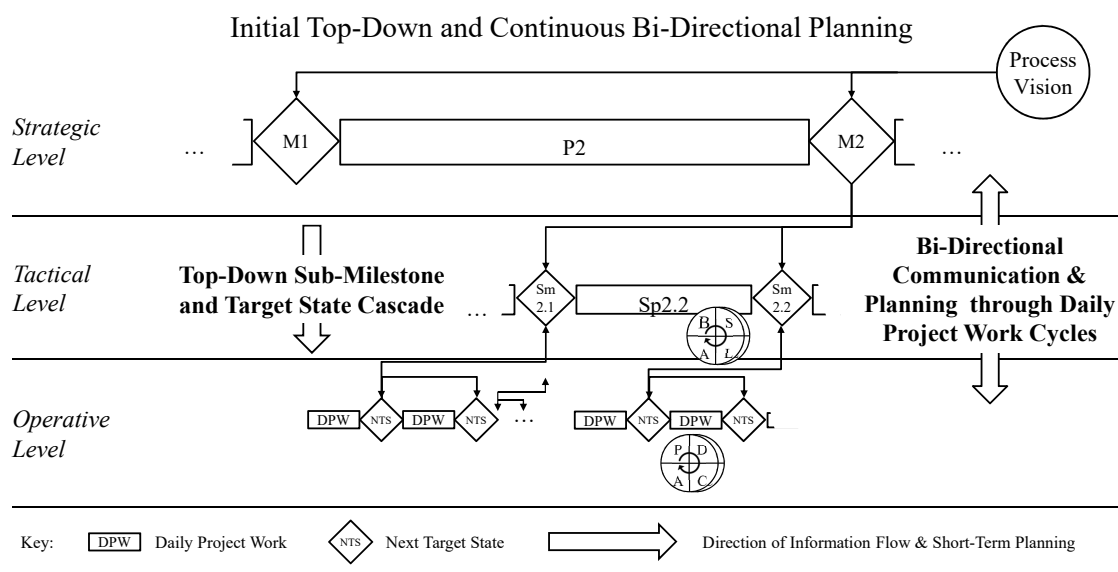 Initial Top-Down and Continuous Bi-Directional Planning
Process
Vision
Strategic
Level
…
M1
P2
M2
…
Tactical
Level
Top-Down Sub-Milestone
and Target State Cascade
…
Sm
2.1
Sp2.2
Sm
2.2
B S
A L
Bi-Directional
Communication &
Planning through Daily
Project Work Cycles
Operative
Level
DPW NTS DPW NTS …
DPW NTS DPW NTS
P D
A C
Key: DPW Daily Project Work NTS Next Target State Direction of Information Flow & Short-Term Planning